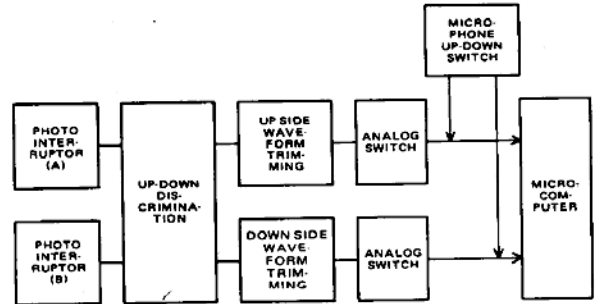 MICRO-
PHONE
UP-DOWN
SWITCH
PHOTO
INTER-
RUPTOR
(A)
UP-DOWN
DIS-
CRIMINA-
TION
UP SIDE
WAVE-
FORM
TRIM-
MING
ANALOG
SWITCH
MICRO-
COM-
PUTER
PHOTO
INTER-
RUPTOR
(B)
DOWN SIDE
WAVE-
FORM
TRIM-
MING
ANALOG
SWITCH